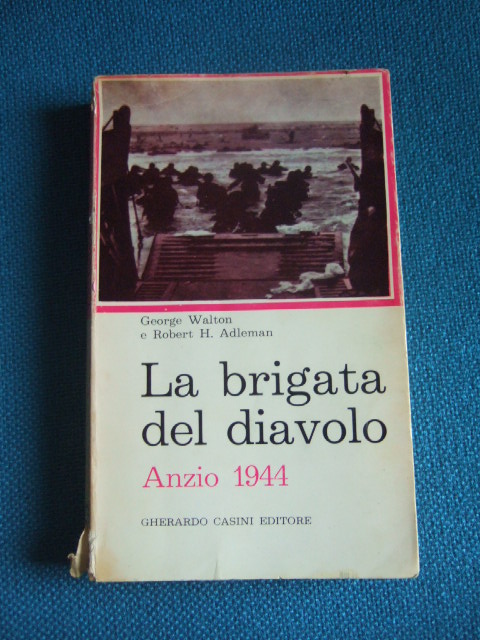 George Walton
e Robert H. Adleman
La brigata
del diavolo
Anzio 1944
GHERARDO CASINI EDITORE